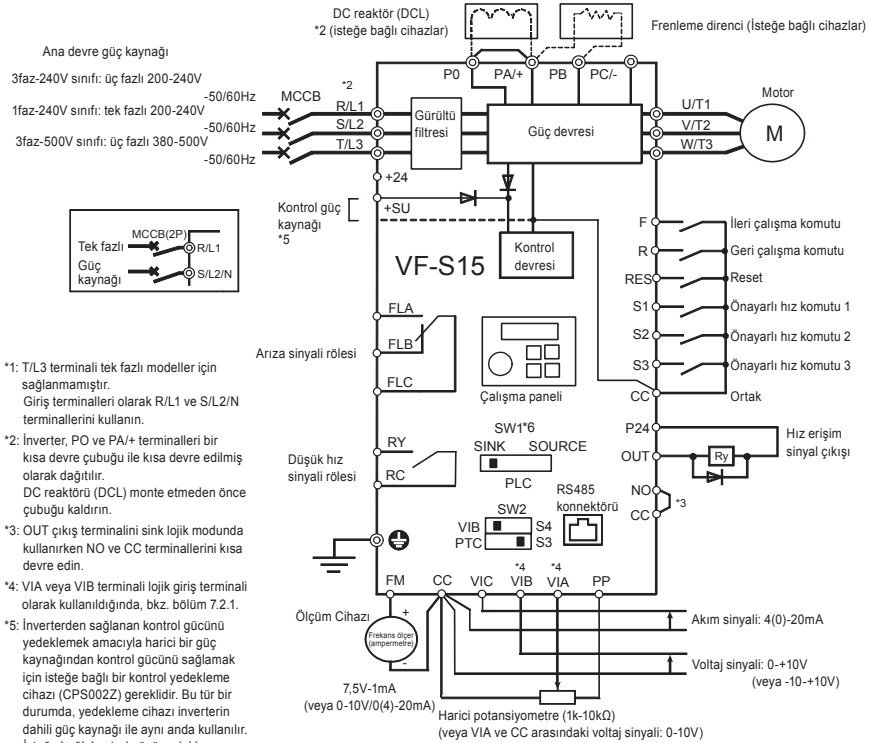 DC reaktör (DCL)
*2 (isteğe bağlı cihazlar)
Frenleme direnci (İsteğe bağlı cihazlar)
Ana devre güç kaynağı
3faz-240V sınıfı: üç fazlı 200-240V
-50/60Hz
1faz-240V sınıfı: tek fazlı 200-240V
-50/60Hz
3faz-500V sınıfı: üç fazlı 380-500V
-50/60Hz
MCCB
*2
R/L1
S/L2
T/L3
P0
PA/+
PB
PC/-
Gürültü
filtresi
Güç devresi
U/T1
V/T2
W/T3
Motor
M
+24
+SU
Kontrol güç
kaynağı
*5
Kontrol
devresi
VF-S15
MCCB(2P)
Tek fazlı
Güç
kaynağı
R/L1
S/L2/N
F
R
RES
S1
S2
S3
CC
İleri çalışma komutu
Geri çalışma komutu
Reset
Önayarlı hız komutu 1
Önayarlı hız komutu 2
Önayarlı hız komutu 3
Ortak
FLA
FLB
FLC
Arıza sinyali rölesi
Çalışma paneli
RY
RC
Düşük hız
sinyali rölesi
SW1*6
SINK
SOURCE
PLC
SW2
VIB
S4
PTC
S3
RS485
konnektörü
P24
OUT
NO
CC
*3
Ry
Hız erişim
sinyal çıkışı
*4
*4
FM
CC
VIC
VIB
VIA
PP
Ölçüm Cihazı
+
Frekans ölçer
(ampermetre)
-
7,5V-1mA
(veya 0-10V/0(4)-20mA)
Akım sinyali: 4(0)-20mA
Voltaj sinyali: 0-+10V
(veya -10-+10V)
Harici potansiyometre (1k-10kΩ)
(veya VIA ve CC arasındaki voltaj sinyali: 0-10V)
*1: T/L3 terminali tek fazlı modeller için
sağlanmamıştır.
Giriş terminalleri olarak R/L1 ve S/L2/N
terminallerini kullanın.
*2: İnverter, PO ve PA/+ terminalleri bir
kısa devre çubuğu ile kısa devre edilmiş
olarak dağıtılır.
DC reaktörü (DCL) monte etmeden önce
çubuğu kaldırın.
*3: OUT çıkış terminalini sink lojik modunda
kullanırken NO ve CC terminallerini kısa
devre edin.
*4: VIA veya VIB terminali lojik giriş terminali
olarak kullanıldığında, bkz. bölüm 7.2.1.
*5: İnverterden sağlanan kontrol gücünü
yedeklemek amacıyla harici bir güç
kaynağından kontrol gücünü sağlamak
için isteğe bağlı bir kontrol yedekleme
cihazı (CPS002Z) gereklidir. Bu tür bir
durumda, yedekleme cihazı inverterin
dahili güç kaynağı ile aynı anda kullanılır.